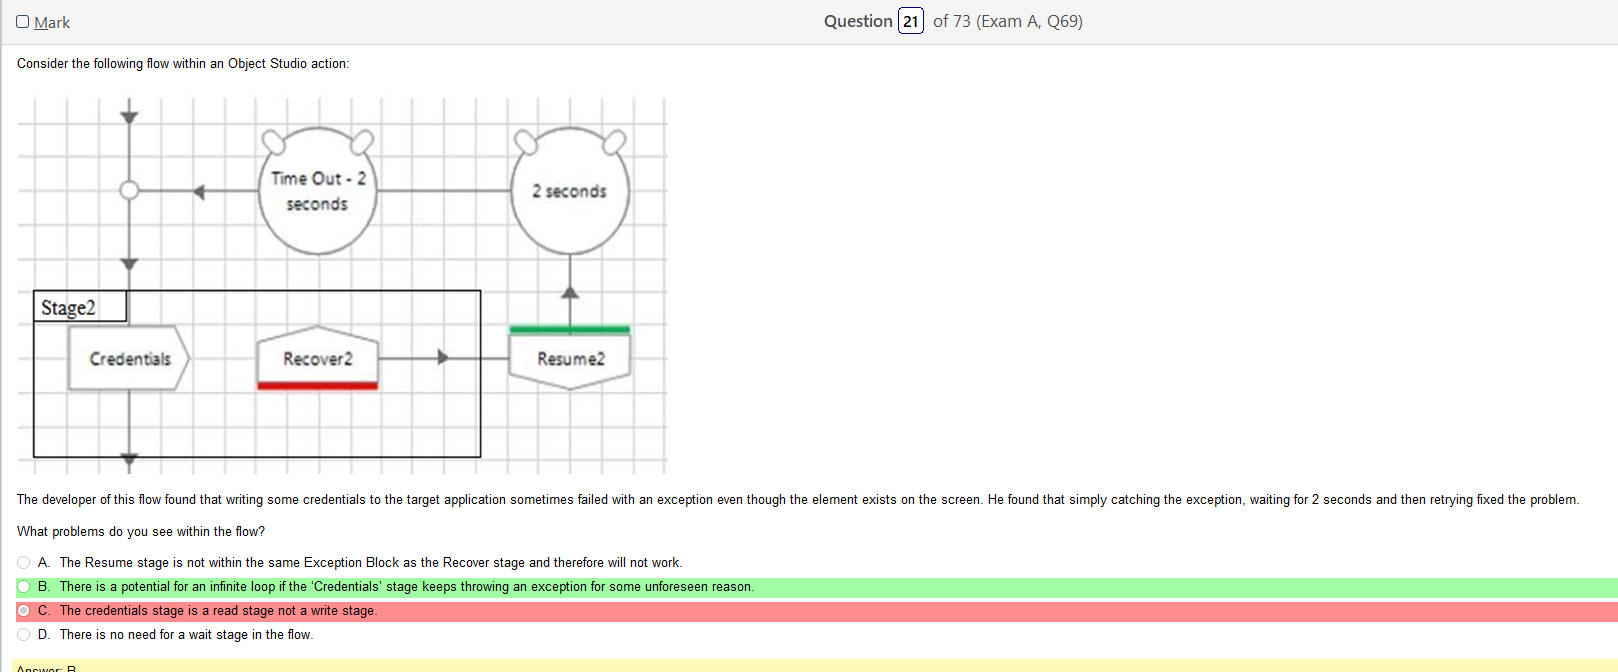 Mark
Question 21 of 73 (Exam A, Q69)
Consider the following flow within an Object Studio action:
Time Out - 2
seconds
2 seconds
Stage2
Credentials
Recover2
Resume2
The developer of this flow found that writing some credentials to the target application sometimes failed with an exception even though the element exists on the screen. He found that simply catching the exception, waiting for 2 seconds and then retrying fixed the problem.
What problems do you see within the flow?
A. The Resume stage is not within the same Exception Block as the Recover stage and therefore will not work.
B. There is a potential for an infinite loop if the 'Credentials' stage keeps throwing an exception for some unforeseen reason.
C. The credentials stage is a read stage not a write stage.
D. There is no need for a wait stage in the flow.
Answer: B